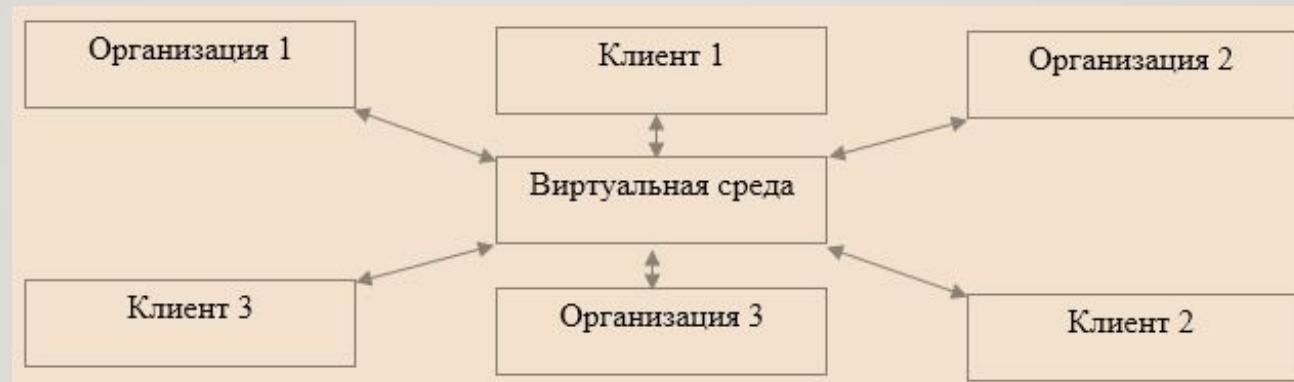 Организация 1
Клиент 1
Организация 2
Виртуальная среда
Клиент 3
Организация 3
Клиент 2